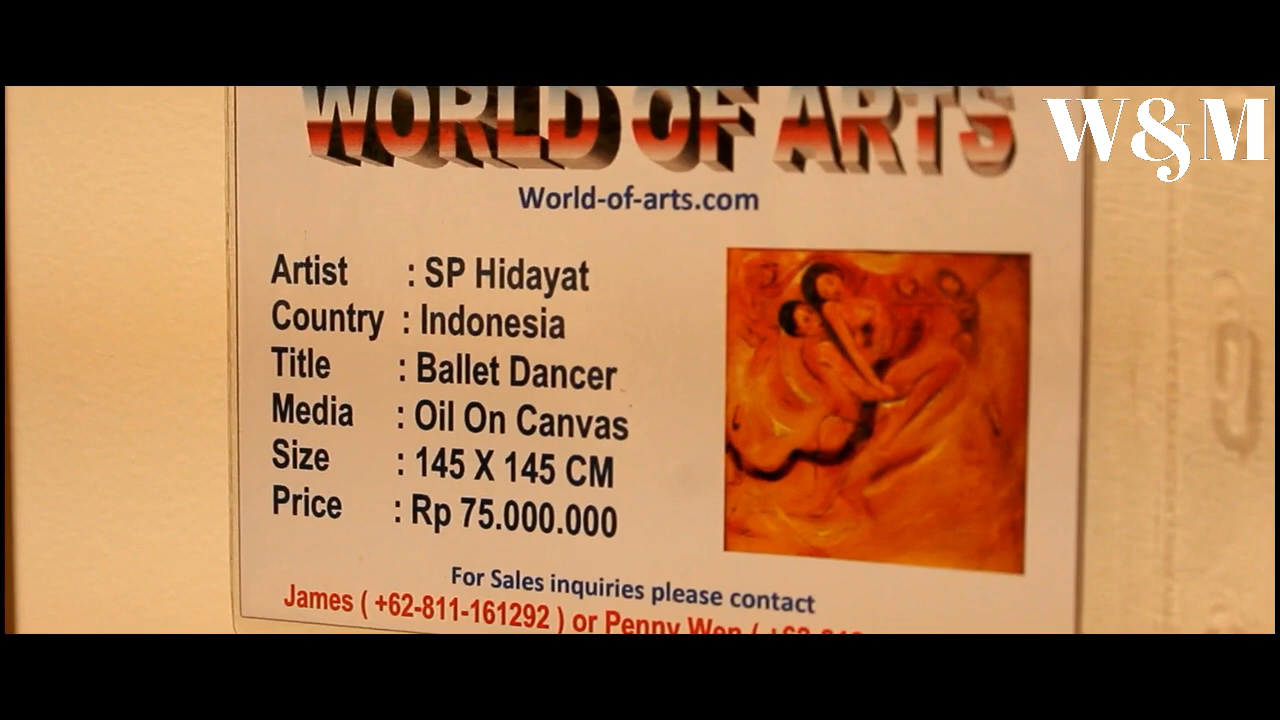 WORLD OF ARTS
W&M
World-of-arts.com
Artist : SP Hidayat
Country : Indonesia
Title : Ballet Dancer
Media : Oil On Canvas
Size : 145 X 145 CM
Price : Rp 75.000.000
For Sales inquiries please contact
James ( +62-811-161292 ) or Penny Wen (